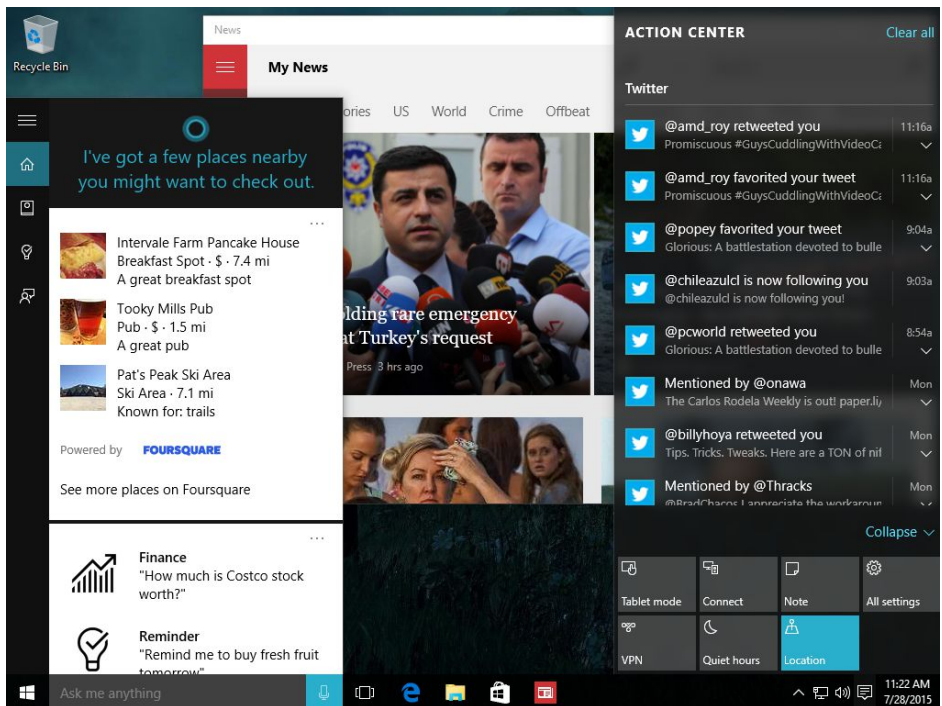 Recycle Bin
News
My News
ories US World Crime Offbeat
I've got a few places nearby
you might want to check out.
...
Intervale Farm Pancake House
Breakfast Spot · $ · 7.4 mi
A great breakfast spot
Tooky Mills Pub
Pub · $ · 1.5 mi
A great pub
Pat's Peak Ski Area
Ski Area · 7.1 mi
Known for: trails
Powered by FOURSQUARE
See more places on Foursquare
...
Finance
"How much is Costco stock
worth?"
Reminder
"Remind me to buy fresh fruit
tomorrow"
lding rare emergency
at Turkey's request
Press 3 hrs ago
ACTION CENTER Clear all
Twitter
@amd_roy retweeted you 11:16a
Promiscuous #GuysCuddlingWithVideoCa
@amd_roy favorited your tweet 11:16a
Promiscuous #GuysCuddlingWithVideoCa
@popey favorited your tweet 9:04a
Glorious: A battlestation devoted to bulle
@chileazulcl is now following you 9:03a
@chileazulcl is now following you!
@pcworld retweeted you 8:54a
Glorious: A battlestation devoted to bulle
Mentioned by @onawa Mon
The Carlos Rodela Weekly is out! paper.li/
@billyhoya retweeted you Mon
Tips. Tricks. Tweaks. Here are a TON of nif
Mentioned by @Thracks Mon
@BradChacos I appreciate the workaroun
Collapse
Tablet mode Connect Note All settings
VPN Quiet hours Location
Ask me anything
11:22 AM
7/28/2015